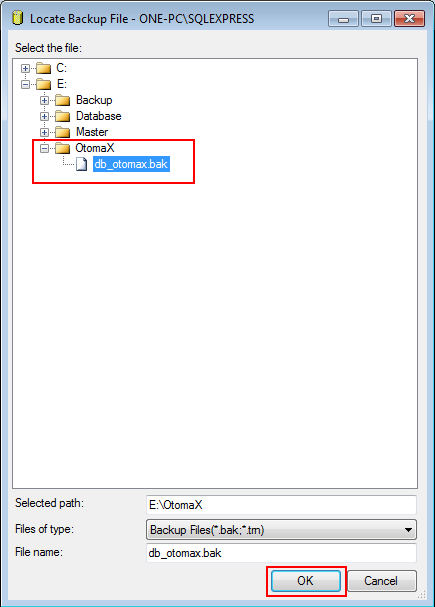 Locate Backup File - ONE-PC\SQLEXPRESS
Select the file:
C:
E:
Backup
Database
Master
OtomaX
db_otomax.bak
Selected path: E:\OtomaX
Files of type: Backup Files(*.bak;*.trn)
File name: db_otomax.bak
OK Cancel